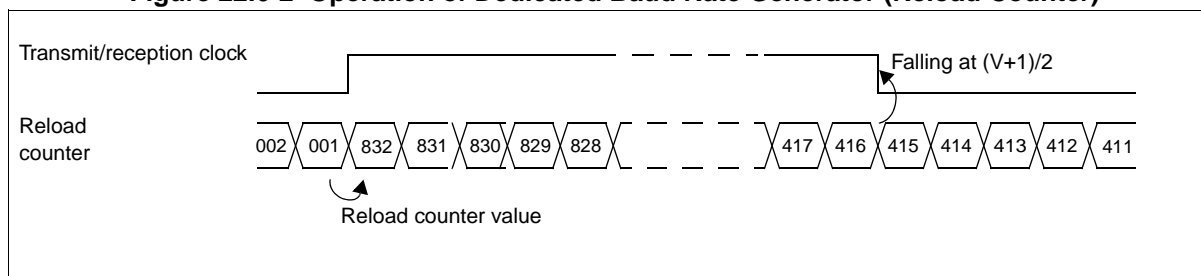 Figure 22.6-2 Operation of Dedicated Baud Rate Generator (Reload Counter)
Transmit/reception clock
Falling at (V+1)/2
Reload
counter
002 001 832 831 830 829 828 417 416 415 414 413 412 411
Reload counter value